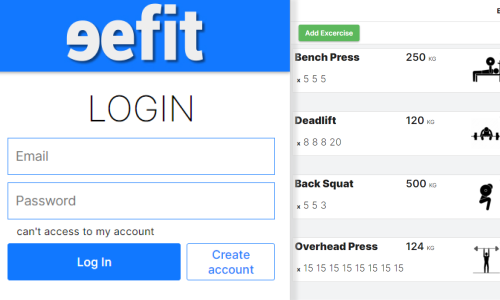 eefit
LOGIN
Email
Password
can't access to my account
Log In
Create
account
E
Add Excercise
Bench Press 250 KG
x 5 5 5
Deadlift 120 KG
x 8 8 8 20
Back Squat 500 KG
x 5 5 3
Overhead Press 124 KG
x 15 15 15 15 15 15 15 15